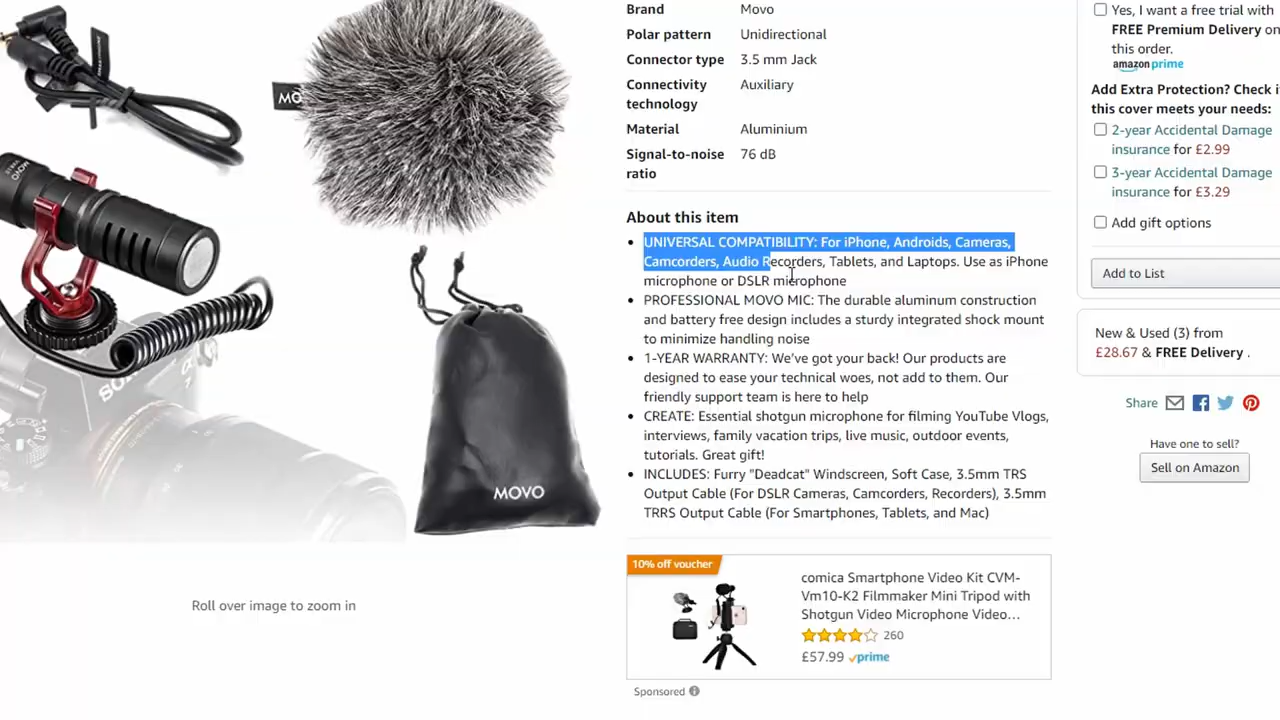 Brand Movo
Polar pattern Unidirectional
Connector type 3.5 mm Jack
Connectivity Auxiliary
technology
Material Aluminium
Signal-to-noise 76 dB
ratio
About this item
UNIVERSAL COMPATIBILITY: For iPhone, Androids, Cameras,
Camcorders, Audio Recorders, Tablets, and Laptops. Use as iPhone
microphone or DSLR microphone
PROFESSIONAL MOVO MIC: The durable aluminum construction
and battery free design includes a sturdy integrated shock mount
to minimize handling noise
1-YEAR WARRANTY: We've got your back! Our products are
designed to ease your technical woes, not add to them. Our
friendly support team is here to help
CREATE: Essential shotgun microphone for filming YouTube Vlogs,
interviews, family vacation trips, live music, outdoor events,
tutorials. Great gift!
INCLUDES: Furry "Deadcat" Windscreen, Soft Case, 3.5mm TRS
Output Cable (For DSLR Cameras, Camcorders, Recorders), 3.5mm
TRRS Output Cable (For Smartphones, Tablets, and Mac)
10% off voucher
comica Smartphone Video Kit CVM-
Vm10-K2 Filmmaker Mini Tripod with
Shotgun Video Microphone Video…
260
£57.99 prime
Sponsored
Yes, I want a free trial with
FREE Premium Delivery on
this order.
amazon prime
Add Extra Protection? Check if
this cover meets your needs:
2-year Accidental Damage
insurance for £2.99
3-year Accidental Damage
insurance for £3.29
Add gift options
Add to List
New & Used (3) from
£28.67 & FREE Delivery .
Share
Have one to sell?
Sell on Amazon
MO
MOVO
MOVO
Roll over image to zoom in